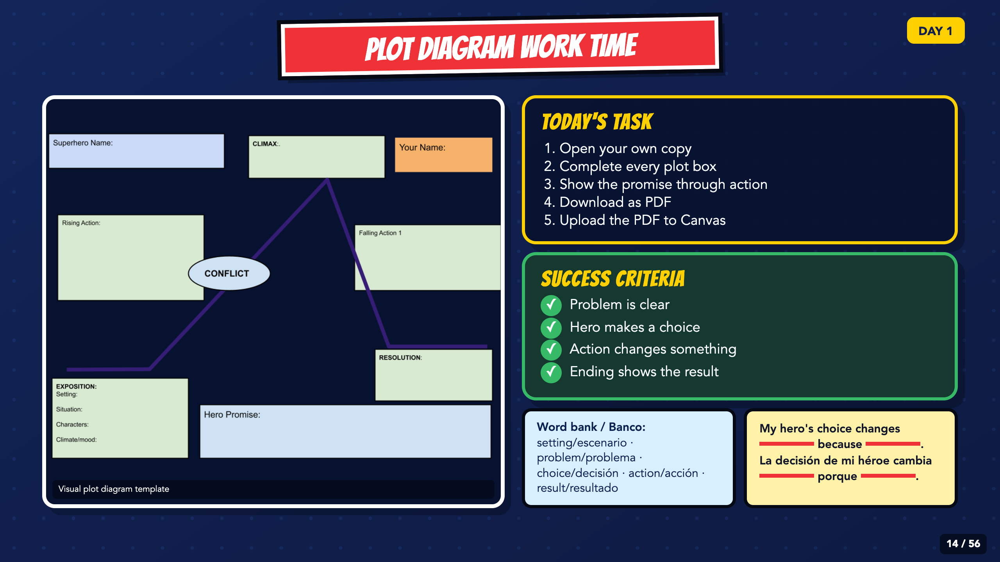 PLOT DIAGRAM WORK TIME
DAY 1
Superhero Name:
CLIMAX:.
Your Name:
Rising Action:
CONFLICT
Falling Action 1
RESOLUTION:
EXPOSITION:
Setting:
Situation:
Characters:
Climate/mood:
Hero Promise:
Visual plot diagram template
TODAY'S TASK
1. Open your own copy
2. Complete every plot box
3. Show the promise through action
4. Download as PDF
5. Upload the PDF to Canvas
SUCCESS CRITERIA
✓ Problem is clear
✓ Hero makes a choice
✓ Action changes something
✓ Ending shows the result
Word bank / Banco:
setting/escenario ·
problem/problema ·
choice/decisión · action/acción ·
result/resultado
My hero's choice changes
_______ because _______.
La decisión de mi héroe cambia
_______ porque _______.
14 / 56